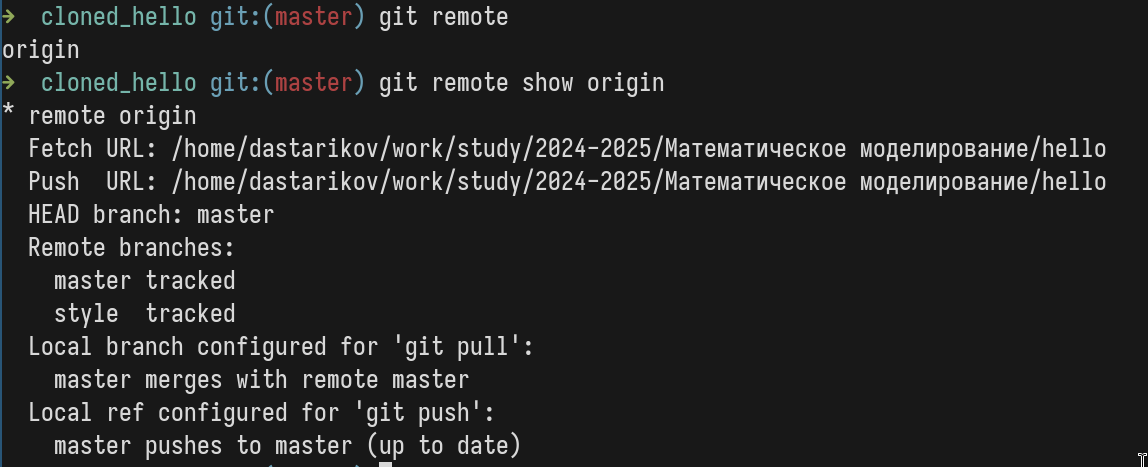 → cloned_hello git:(master) git remote
origin
→ cloned_hello git:(master) git remote show origin
* remote origin
  Fetch URL: /home/dastarikov/work/study/2024-2025/Математическое моделирование/hello
  Push  URL: /home/dastarikov/work/study/2024-2025/Математическое моделирование/hello
  HEAD branch: master
  Remote branches:
    master tracked
    style  tracked
  Local branch configured for 'git pull':
    master merges with remote master
  Local ref configured for 'git push':
    master pushes to master (up to date)